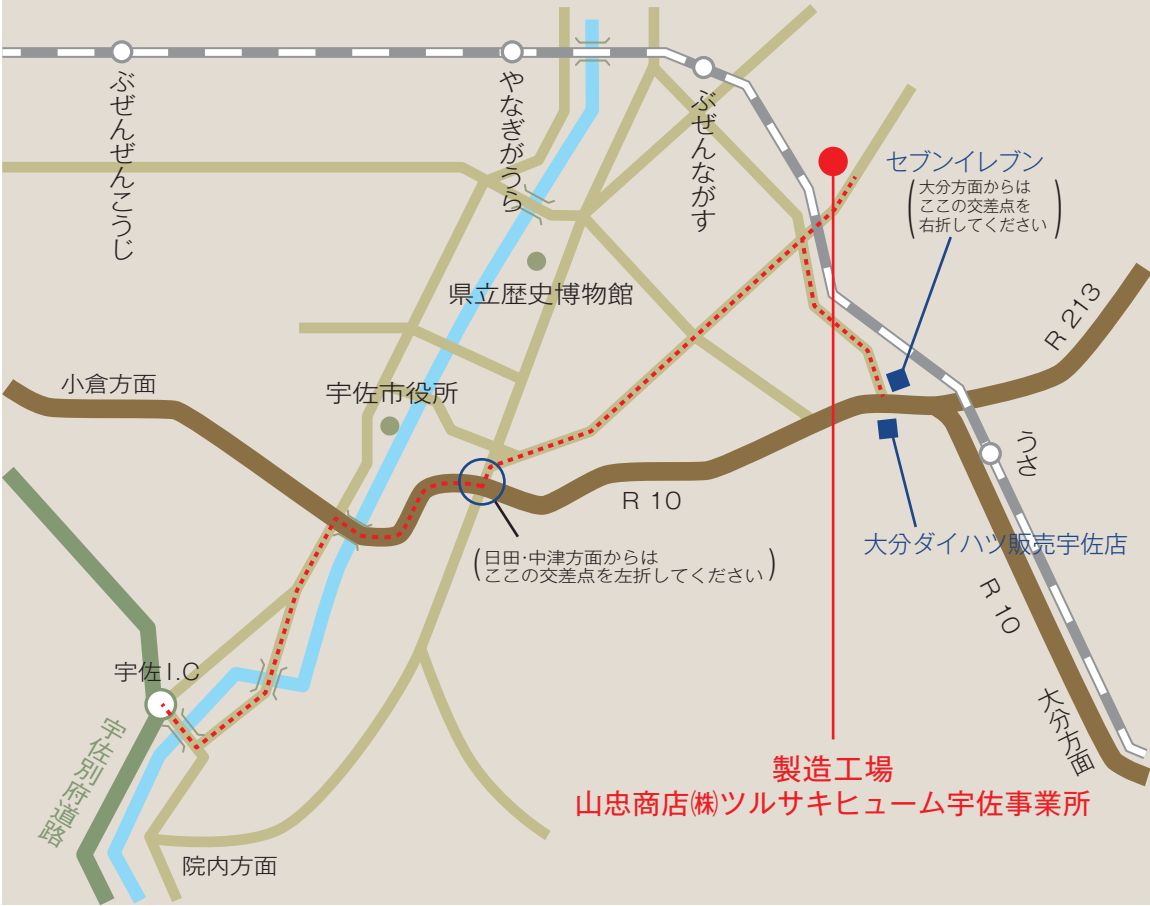 ぶぜんぜんこうじ
やなぎがうら
ぶぜんながす
セブンイレブン
(大分方面からは
ここの交差点を
右折してください)
県立歴史博物館
R 213
小倉方面
宇佐市役所
うさ
R 10
大分ダイハツ販売宇佐店
(日田･中津方面からは
ここの交差点を左折してください)
R 10
宇佐I.C
大分方面
宇佐別府道路
製造工場
山忠商店㈱ツルサキヒューム宇佐事業所
院内方面